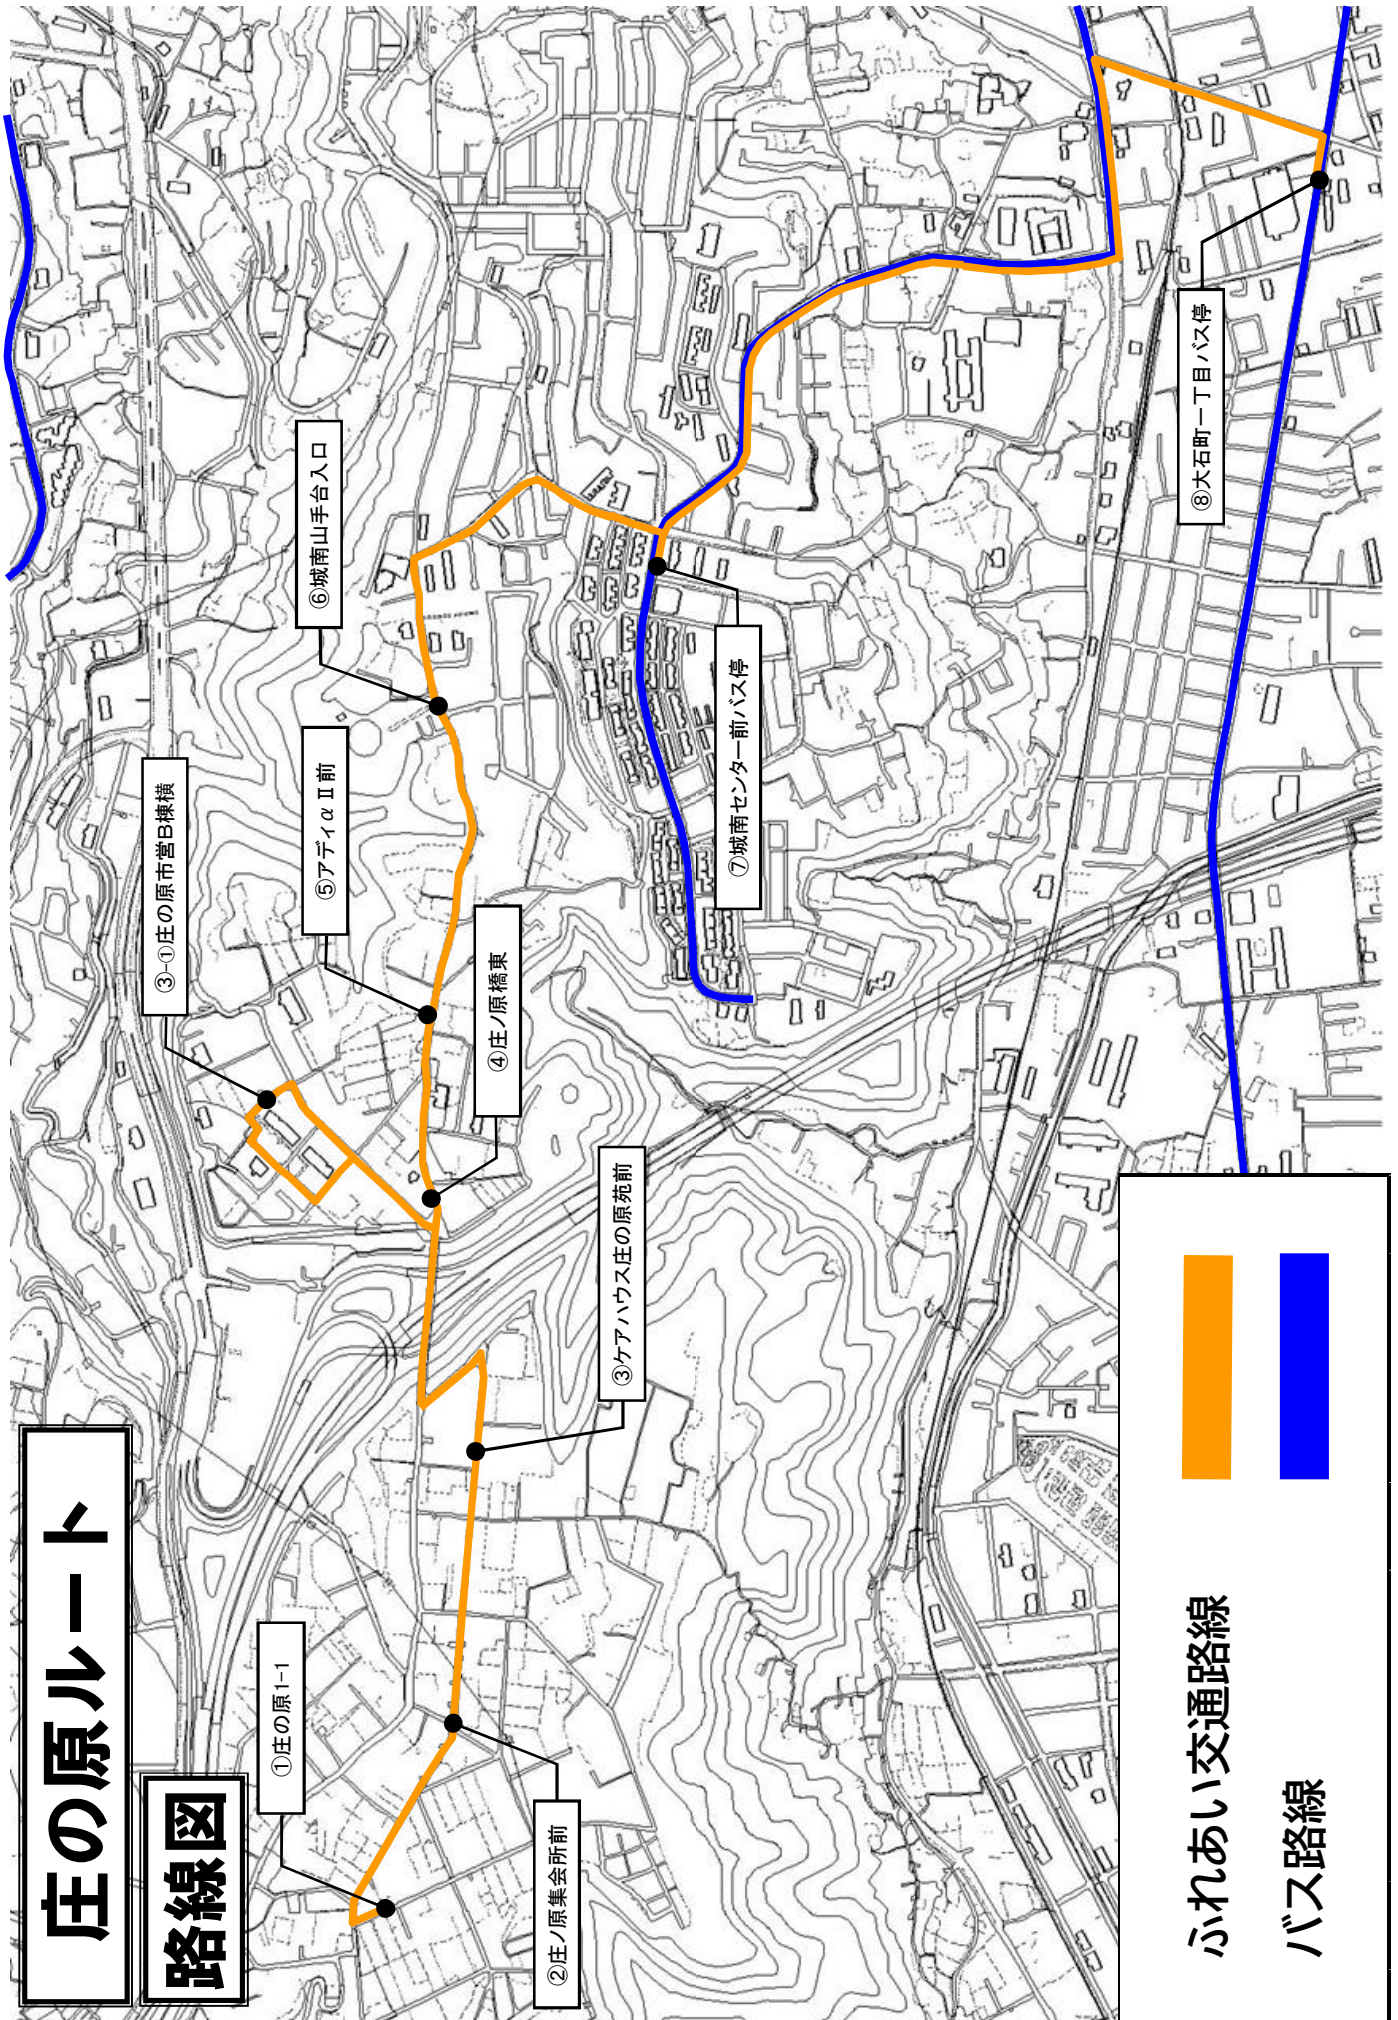 庄の原ルート
路線図
①庄の原1-1
②庄ノ原集会所前
③ケアハウス庄の原苑前
③-①庄の原市営B棟横
④庄ノ原橋東
⑤アディαⅡ前
⑥城南山手台入口
⑦城南センター前バス停
⑧大石町一丁目バス停
ふれあい交通路線
バス路線